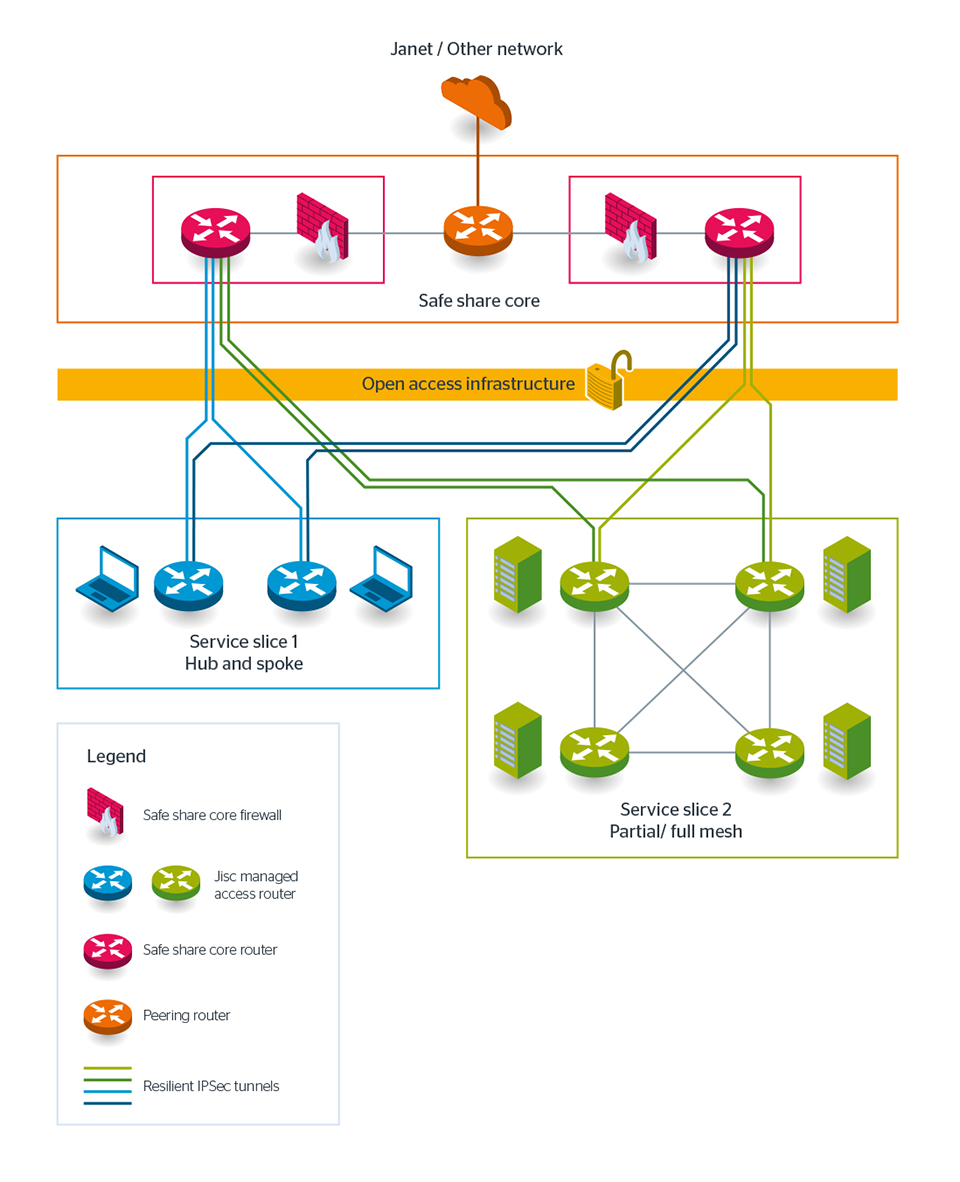 Janet / Other network
Safe share core
Open access infrastructure
Service slice 1
Hub and spoke
Service slice 2
Partial/ full mesh
Legend
Safe share core firewall
Jisc managed
access router
Safe share core router
Peering router
Resilient IPSec tunnels